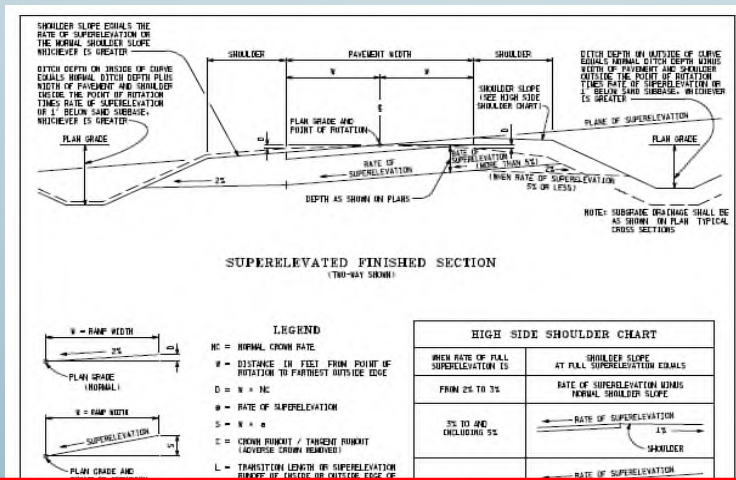 SHOULDER SLOPE EQUALS THE
RATE OF SUPERELEVATION OR
THE NORMAL SHOULDER SLOPE
WHICHEVER IS GREATER
DITCH DEPTH ON INSIDE OF CURVE
EQUALS NORMAL DITCH DEPTH PLUS
WIDTH OF PAVEMENT AND SHOULDER
INSIDE THE POINT OF ROTATION
TIMES RATE OF SUPERELEVATION
OR 1' BELOW SAND SUBBASE,
WHICHEVER IS GREATER
PLAN GRADE
SHOULDER
PAVEMENT WIDTH
SHOULDER
W
W
DITCH DEPTH ON OUTSIDE OF CURVE
EQUALS NORMAL DITCH DEPTH MINUS
WIDTH OF PAVEMENT AND SHOULDER
OUTSIDE THE POINT OF ROTATION
TIMES RATE OF SUPERELEVATION OR
1' BELOW SAND SUBBASE, WHICHEVER
IS GREATER
SHOULDER SLOPE
(SEE HIGH SIDE
SHOULDER CHART)
PLAN GRADE AND
POINT OF ROTATION
D
D
PLANE OF SUPERELEVATION
PLAN GRADE
2%
RATE OF
SUPERELEVATION
RATE OF
SUPERELEVATION
(MORE THAN 5%)
2%
(WHEN RATE OF SUPERELEVATION
5% OR LESS)
DEPTH AS SHOWN ON PLANS
NOTE: SUBGRADE DRAINAGE SHALL BE
AS SHOWN ON PLAN TYPICAL
CROSS SECTIONS
SUPERELEVATED FINISHED SECTION
(TWO-WAY SHOWN)
W = RAMP WIDTH
2%
D
PLAN GRADE
(NORMAL)
W = RAMP WIDTH
SUPERELEVATION
S
PLAN GRADE AND
LEGEND
NC = NORMAL CROWN RATE
W = DISTANCE IN FEET FROM POINT OF
ROTATION TO FARTHEST OUTSIDE EDGE
D = W × NC
e = RATE OF SUPERELEVATION
S = W × e
C = CROWN RUNOUT / TANGENT RUNOUT
(ADVERSE CROWN REMOVED)
L = TRANSITION LENGTH OR SUPERELEVATION
RUNOFF OF INSIDE OR OUTSIDE EDGE OF
HIGH SIDE SHOULDER CHART
WHEN RATE OF FULL
SUPERELEVATION IS
SHOULDER SLOPE
AT FULL SUPERELEVATION EQUALS
FROM 2% TO 3%
RATE OF SUPERELEVATION MINUS
NORMAL SHOULDER SLOPE
3% TO AND
INCLUDING 5%
RATE OF SUPERELEVATION
1%
SHOULDER
RATE OF SUPERELEVATION